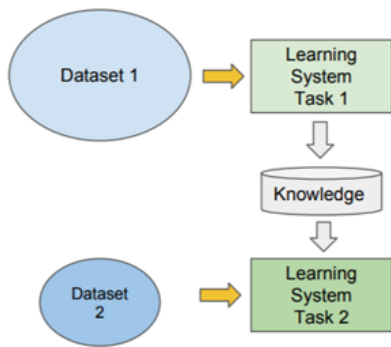 Dataset 1
Learning
System
Task 1
Knowledge
Dataset
2
Learning
System
Task 2